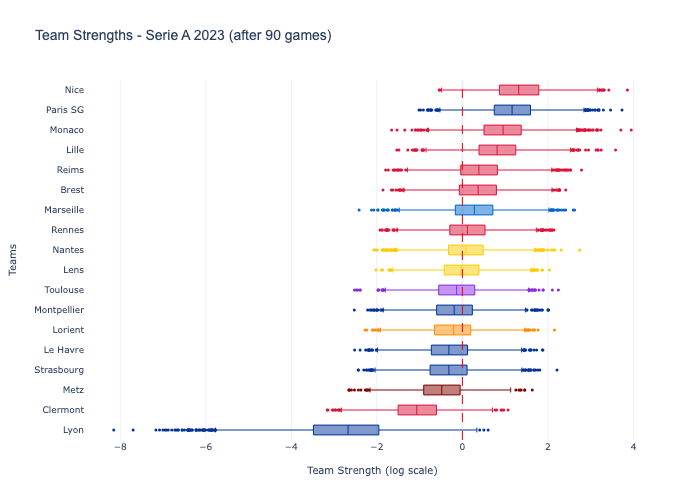 Team Strengths - Serie A 2023 (after 90 games)
Nice
Paris SG
Monaco
Lille
Reims
Brest
Marseille
Rennes
Nantes
Lens
Toulouse
Montpellier
Lorient
Le Havre
Strasbourg
Metz
Clermont
Lyon
Teams
−8 −6 −4 −2 0 2 4
Team Strength (log scale)